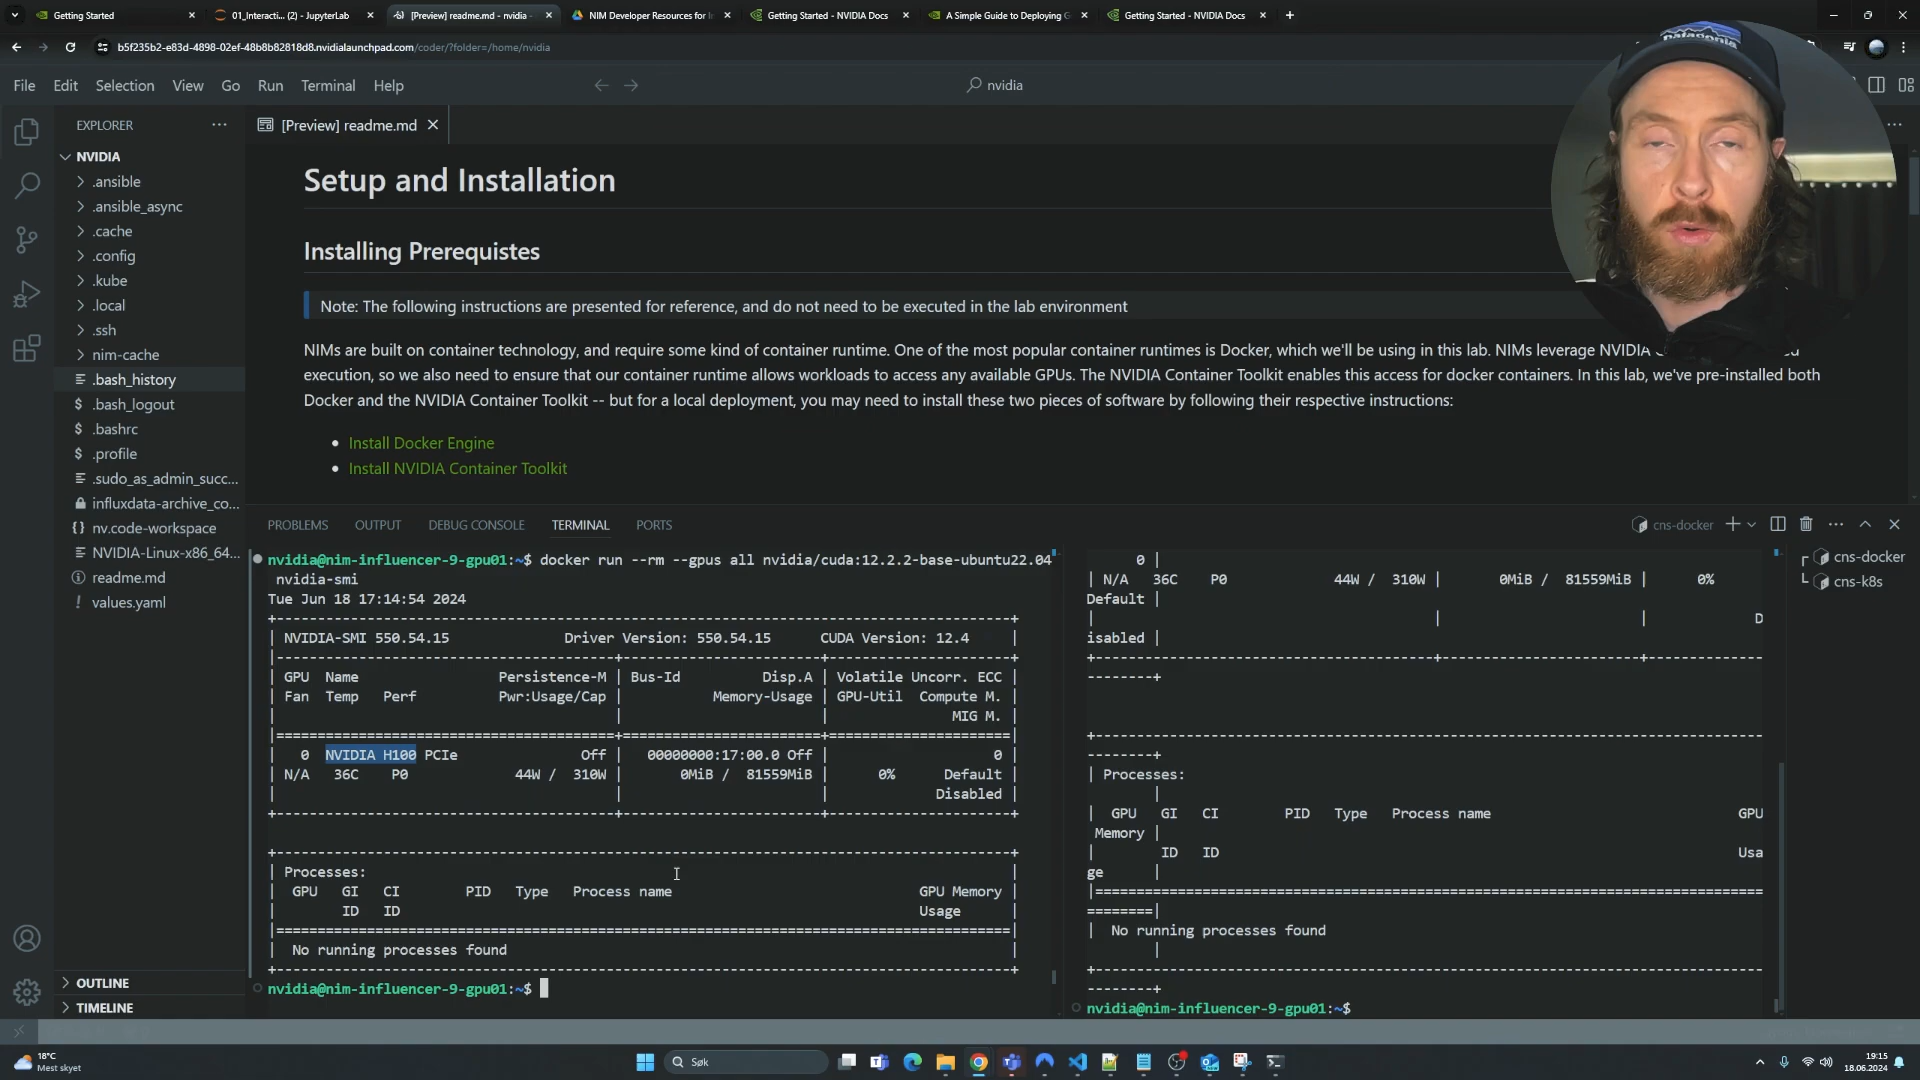 Getting Started
01_Interacti... (2) - JupyterLab
[Preview] readme.md - nvidia -
NIM Developer Resources for I
Getting Started - NVIDIA Docs
A Simple Guide to Deploying G
Getting Started - NVIDIA Docs
b5f235b2-e83d-4898-02ef-48b8b82818d8.nvidialaunchpad.com/coder/?folder=/home/nvidia
File Edit Selection View Go Run Terminal Help
nvidia
EXPLORER
[Preview] readme.md
NVIDIA
.ansible
.ansible_async
.cache
.config
.kube
.local
.ssh
nim-cache
.bash_history
.bash_logout
.bashrc
.profile
.sudo_as_admin_succ...
influxdata-archive_co...
nv.code-workspace
NVIDIA-Linux-x86_64...
readme.md
values.yaml
OUTLINE
TIMELINE
Setup and Installation
Installing Prerequistes
Note: The following instructions are presented for reference, and do not need to be executed in the lab environment
NIMs are built on container technology, and require some kind of container runtime. One of the most popular container runtimes is Docker, which we'll be using in this lab. NIMs leverage NVIDIA
execution, so we also need to ensure that our container runtime allows workloads to access any available GPUs. The NVIDIA Container Toolkit enables this access for docker containers. In this lab, we've pre-installed both
Docker and the NVIDIA Container Toolkit -- but for a local deployment, you may need to install these two pieces of software by following their respective instructions:
• Install Docker Engine
• Install NVIDIA Container Toolkit
PROBLEMS OUTPUT DEBUG CONSOLE TERMINAL PORTS
cns-docker
nvidia@nim-influencer-9-gpu01:~$ docker run --rm --gpus all nvidia/cuda:12.2.2-base-ubuntu22.04
nvidia-smi
Tue Jun 18 17:14:54 2024
+-----------------------------------------------------------------------------------------+
| NVIDIA-SMI 550.54.15 Driver Version: 550.54.15 CUDA Version: 12.4 |
|-----------------------------------------+------------------------+----------------------+
| GPU Name Persistence-M | Bus-Id Disp.A | Volatile Uncorr. ECC
| Fan Temp Perf Pwr:Usage/Cap | Memory-Usage | GPU-Util Compute M. |
| | | MIG M. |
|=========================================+========================+======================|
| 0 NVIDIA H100 PCIe Off | 00000000:17:00.0 Off | 0 |
| N/A 36C P0 44W / 310W | 0MiB / 81559MiB | 0% Default |
| | | Disabled |
+-----------------------------------------+------------------------+----------------------+
+-----------------------------------------------------------------------------------------+
| Processes: |
| GPU GI CI PID Type Process name GPU Memory |
| ID ID Usage |
|=========================================================================================|
| No running processes found |
+-----------------------------------------------------------------------------------------+
nvidia@nim-influencer-9-gpu01:~$
0 |
| N/A 36C P0 44W / 310W | 0MiB / 81559MiB | 0%
Default |
| | | D
isabled |
+-----------------------------------------+------------------------+--------------
--------+
+---------------------------------------------------------------------------------
--------+
| Processes:
|
| GPU GI CI PID Type Process name GPU
Memory |
| ID ID Usa
ge |
|=================================================================================
========|
| No running processes found
|
+---------------------------------------------------------------------------------
--------+
nvidia@nim-influencer-9-gpu01:~$
cns-docker
cns-k8s
patagonia
18°C
Mest skyet
Søk
19:15
18.06.2024